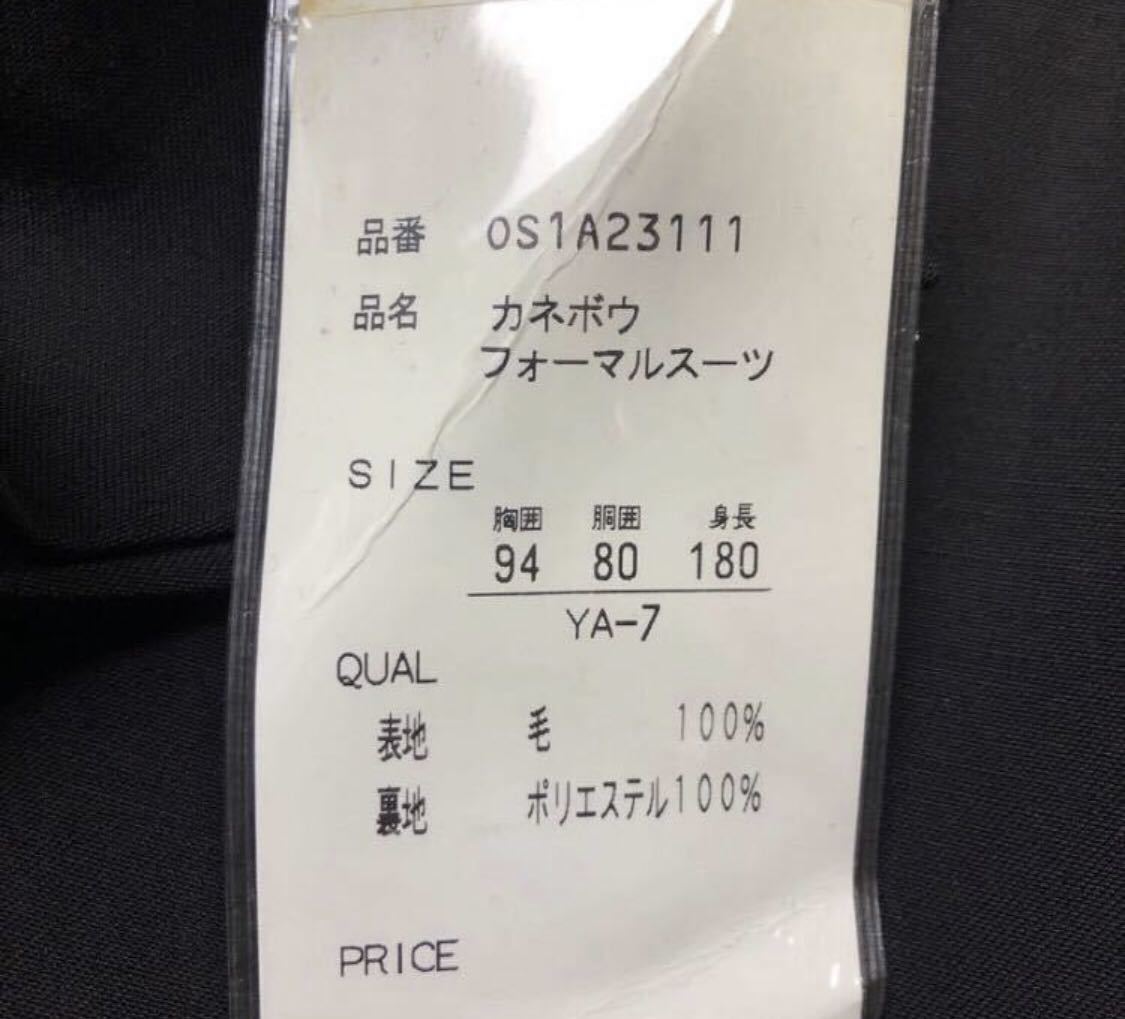 品番 OS1A23111
品名 カネボウ
フォーマルスーツ
SIZE
胸囲 胴囲 身長
94 80 180
YA-7
QUAL
表地 毛 100%
裏地 ポリエステル100%
PRICE